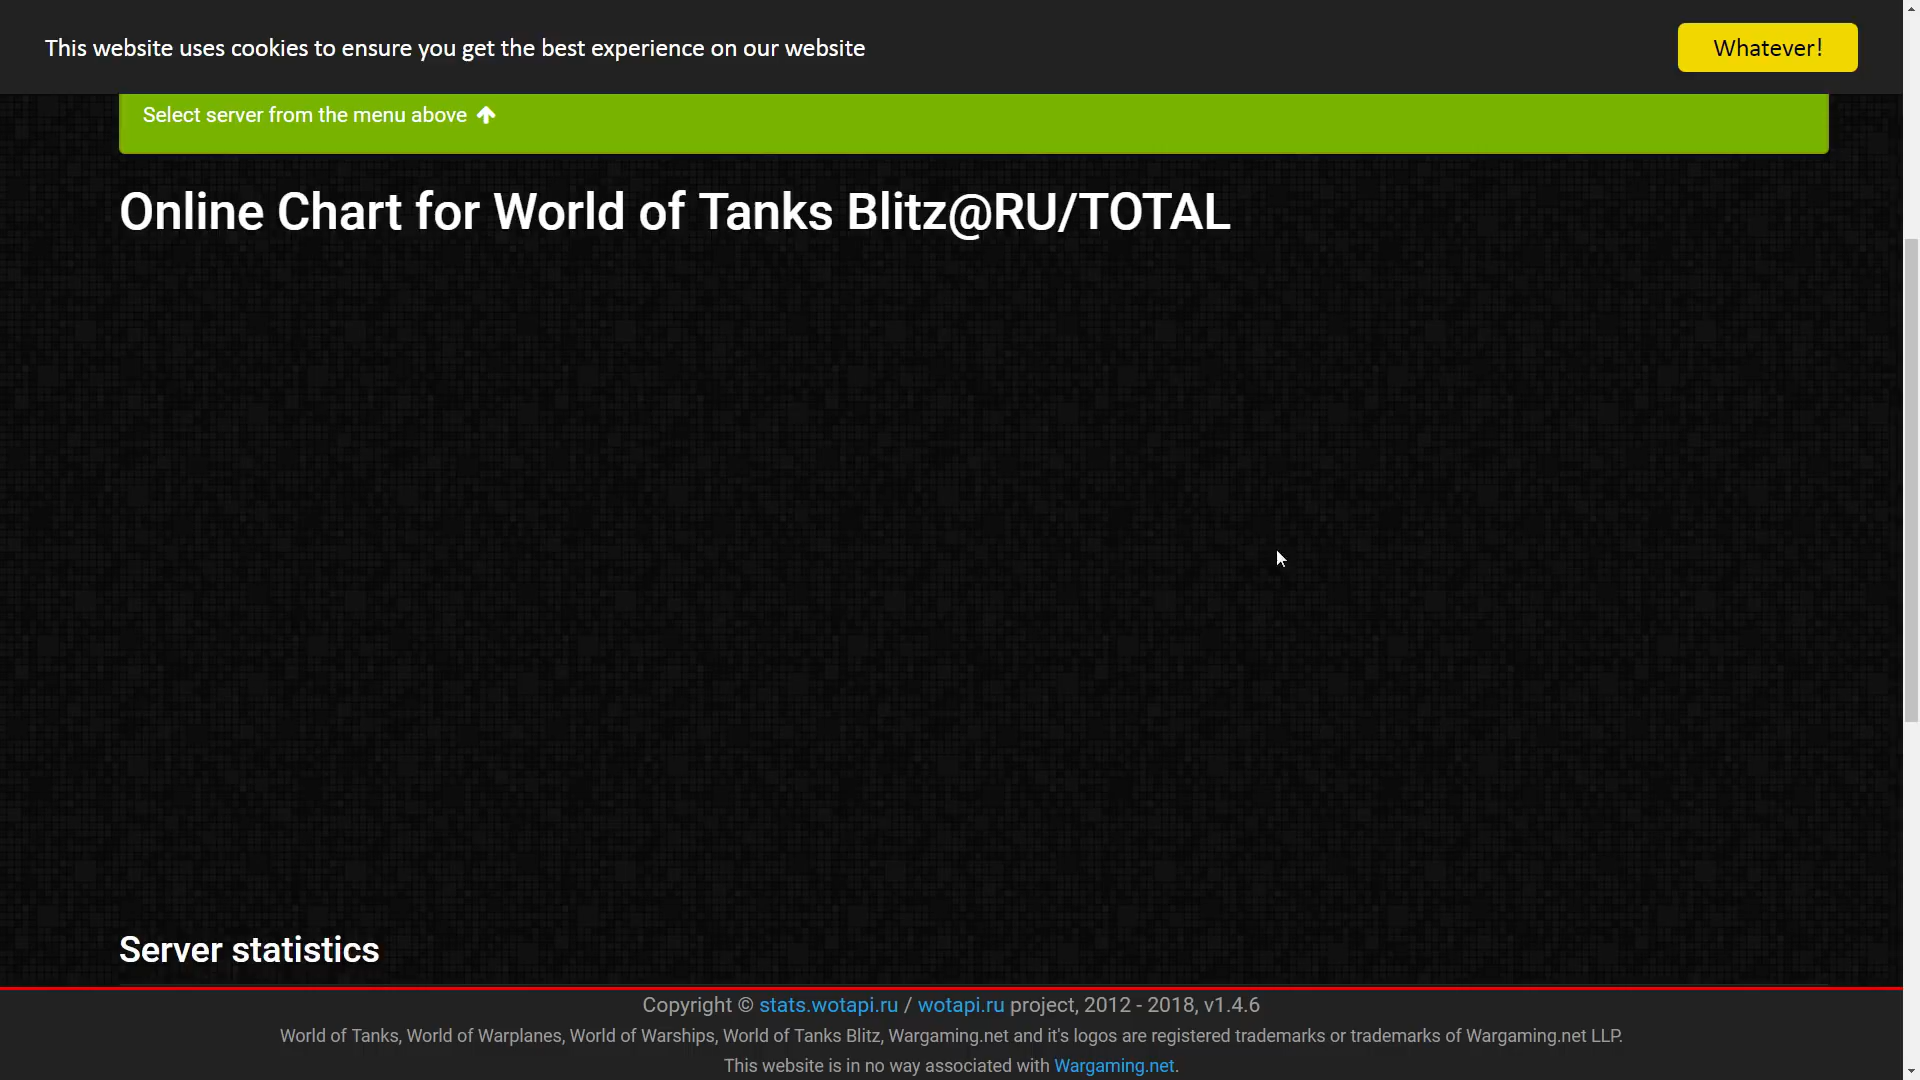 This website uses cookies to ensure you get the best experience on our website
Whatever!
Select server from the menu above
Online Chart for World of Tanks Blitz@RU/TOTAL
Server statistics
Copyright © stats.wotapi.ru / wotapi.ru project, 2012 - 2018, v1.4.6
World of Tanks, World of Warplanes, World of Warships, World of Tanks Blitz, Wargaming.net and it's logos are registered trademarks or trademarks of Wargaming.net LLP.
This website is in no way associated with Wargaming.net.